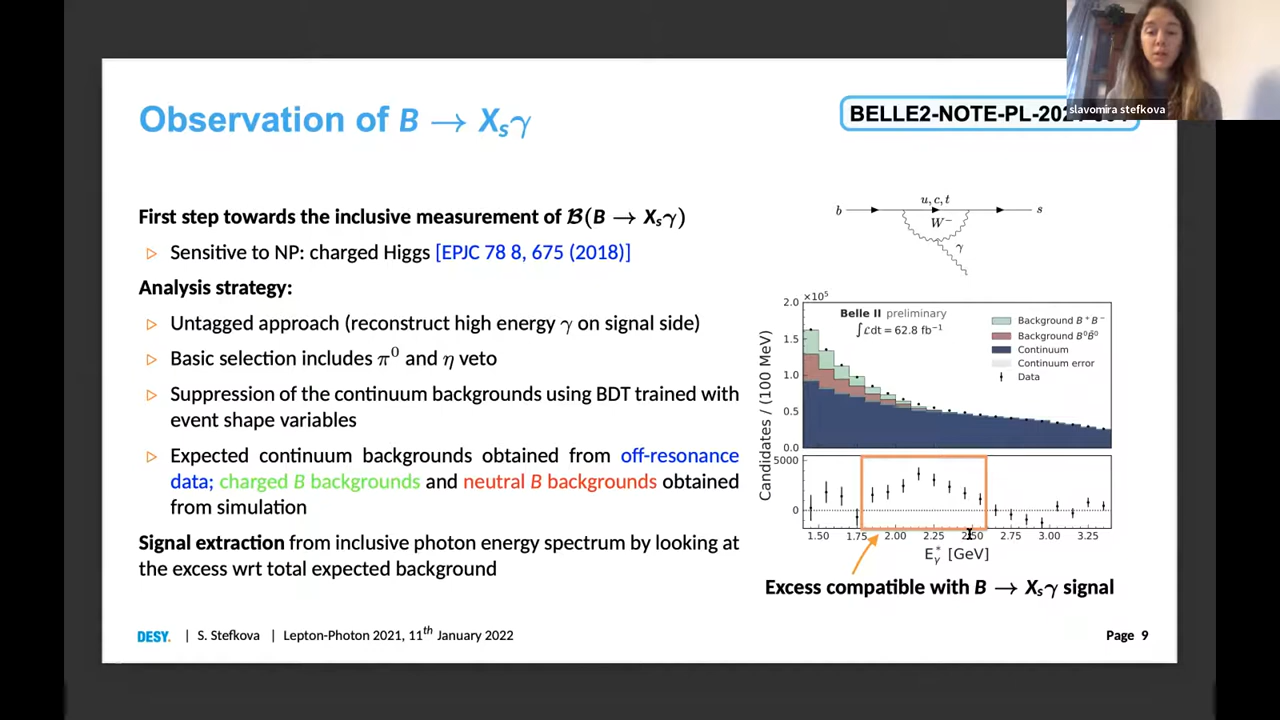 slavomira stefkova
Observation of B → Xsγ
BELLE2-NOTE-PL-202
First step towards the inclusive measurement of ℬ(B → Xsγ)
▷ Sensitive to NP: charged Higgs [EPJC 78 8, 675 (2018)]
Analysis strategy:
▷ Untagged approach (reconstruct high energy γ on signal side)
▷ Basic selection includes π⁰ and η veto
▷ Suppression of the continuum backgrounds using BDT trained with
event shape variables
▷ Expected continuum backgrounds obtained from off-resonance
data; charged B backgrounds and neutral B backgrounds obtained
from simulation
Signal extraction from inclusive photon energy spectrum by looking at
the excess wrt total expected background
u, c, t
b
s
W⁻
γ
×10⁵
2.0
1.5
1.0
0.5
0.0
Belle II preliminary
∫ℒdt = 62.8 fb⁻¹
Background B⁺B⁻
Background B⁰B̄⁰
Continuum
Continuum error
Data
Candidates / (100 MeV)
5000
0
1.50 1.75 2.00 2.25 2.50 2.75 3.00 3.25
E*γ [GeV]
Excess compatible with B → Xsγ signal
DESY. | S. Stefkova | Lepton-Photon 2021, 11th January 2022
Page 9